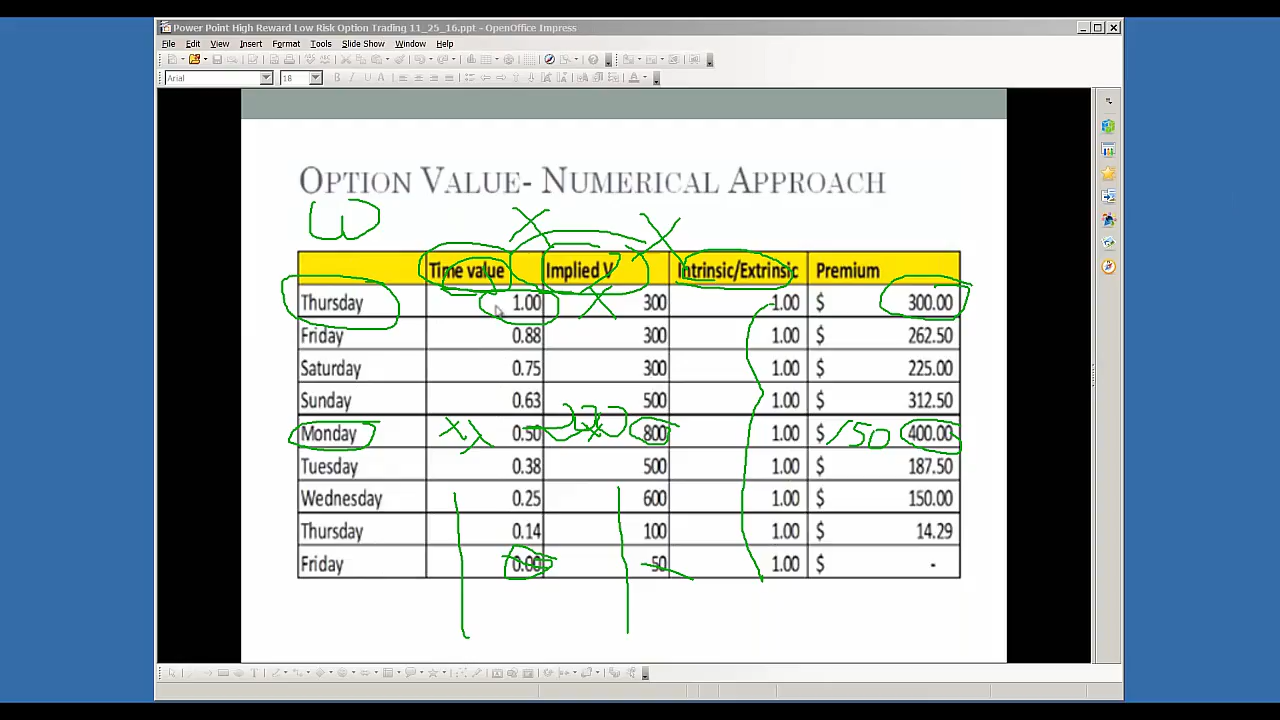 Power Point High Reward Low Risk Option Trading 11_25_16.ppt - OpenOffice Impress
File Edit View Insert Format Tools Slide Show Window Help
Arial 18
OPTION VALUE- NUMERICAL APPROACH
W
X X
Time value Implied V Intrinsic/Extrinsic Premium
Thursday 1.00 X 300 1.00 $ 300.00
Friday 0.88 300 1.00 $ 262.50
Saturday 0.75 300 1.00 $ 225.00
Sunday 0.63 500 1.00 $ 312.50
Monday XX 0.50 800 1.00 $ 150 400.00
Tuesday 0.38 500 1.00 $ 187.50
Wednesday 0.25 600 1.00 $ 150.00
Thursday 0.14 100 1.00 $ 14.29
Friday 0.00 50 1.00 $ -